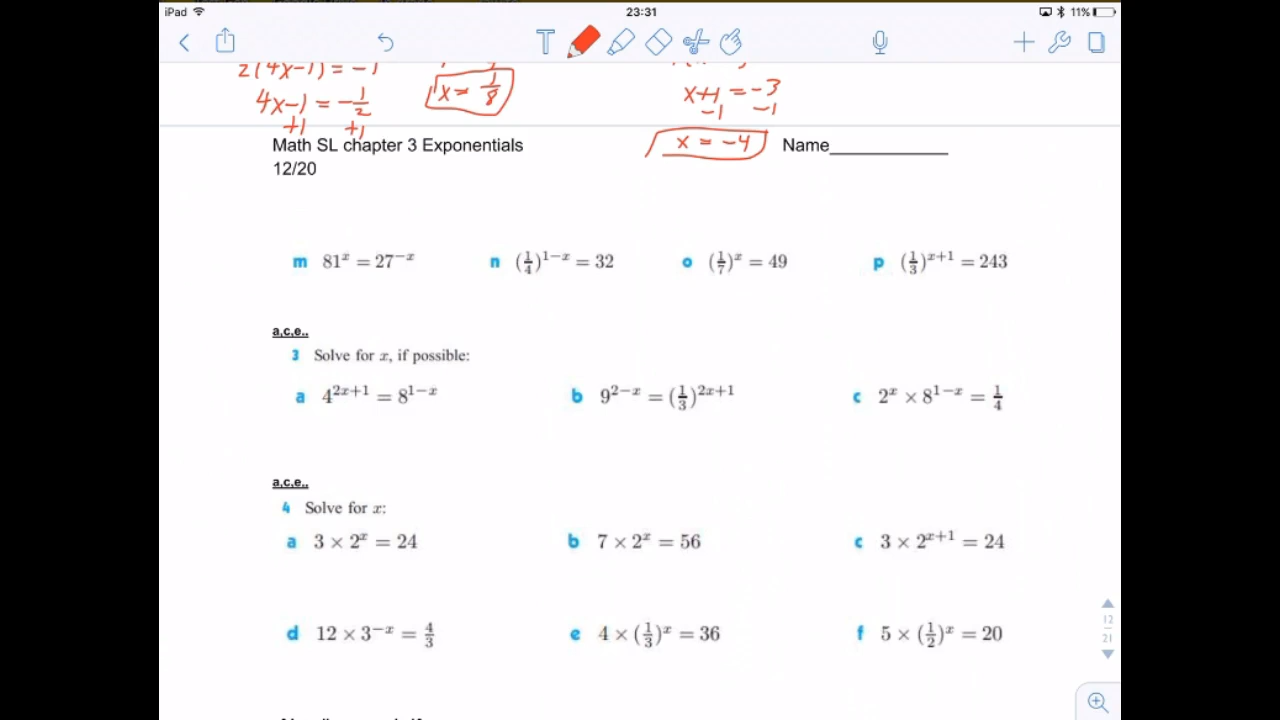 iPad 23:31 11%
2(4x-1) = -1
4x-1 = -1/2 x = 1/8 x+1 = -3
+1 +1 -1 -1
Math SL chapter 3 Exponentials x = -4 Name____________
12/20
m 81^x = 27^{-x} n (1/4)^{1-x} = 32 o (1/7)^x = 49 p (1/3)^{x+1} = 243
a,c,e..
3 Solve for x, if possible:
a 4^{2x+1} = 8^{1-x} b 9^{2-x} = (1/3)^{2x+1} c 2^x × 8^{1-x} = 1/4
a,c,e..
4 Solve for x:
a 3 × 2^x = 24 b 7 × 2^x = 56 c 3 × 2^{x+1} = 24
d 12 × 3^{-x} = 4/3 e 4 × (1/3)^x = 36 f 5 × (1/2)^x = 20
12
21